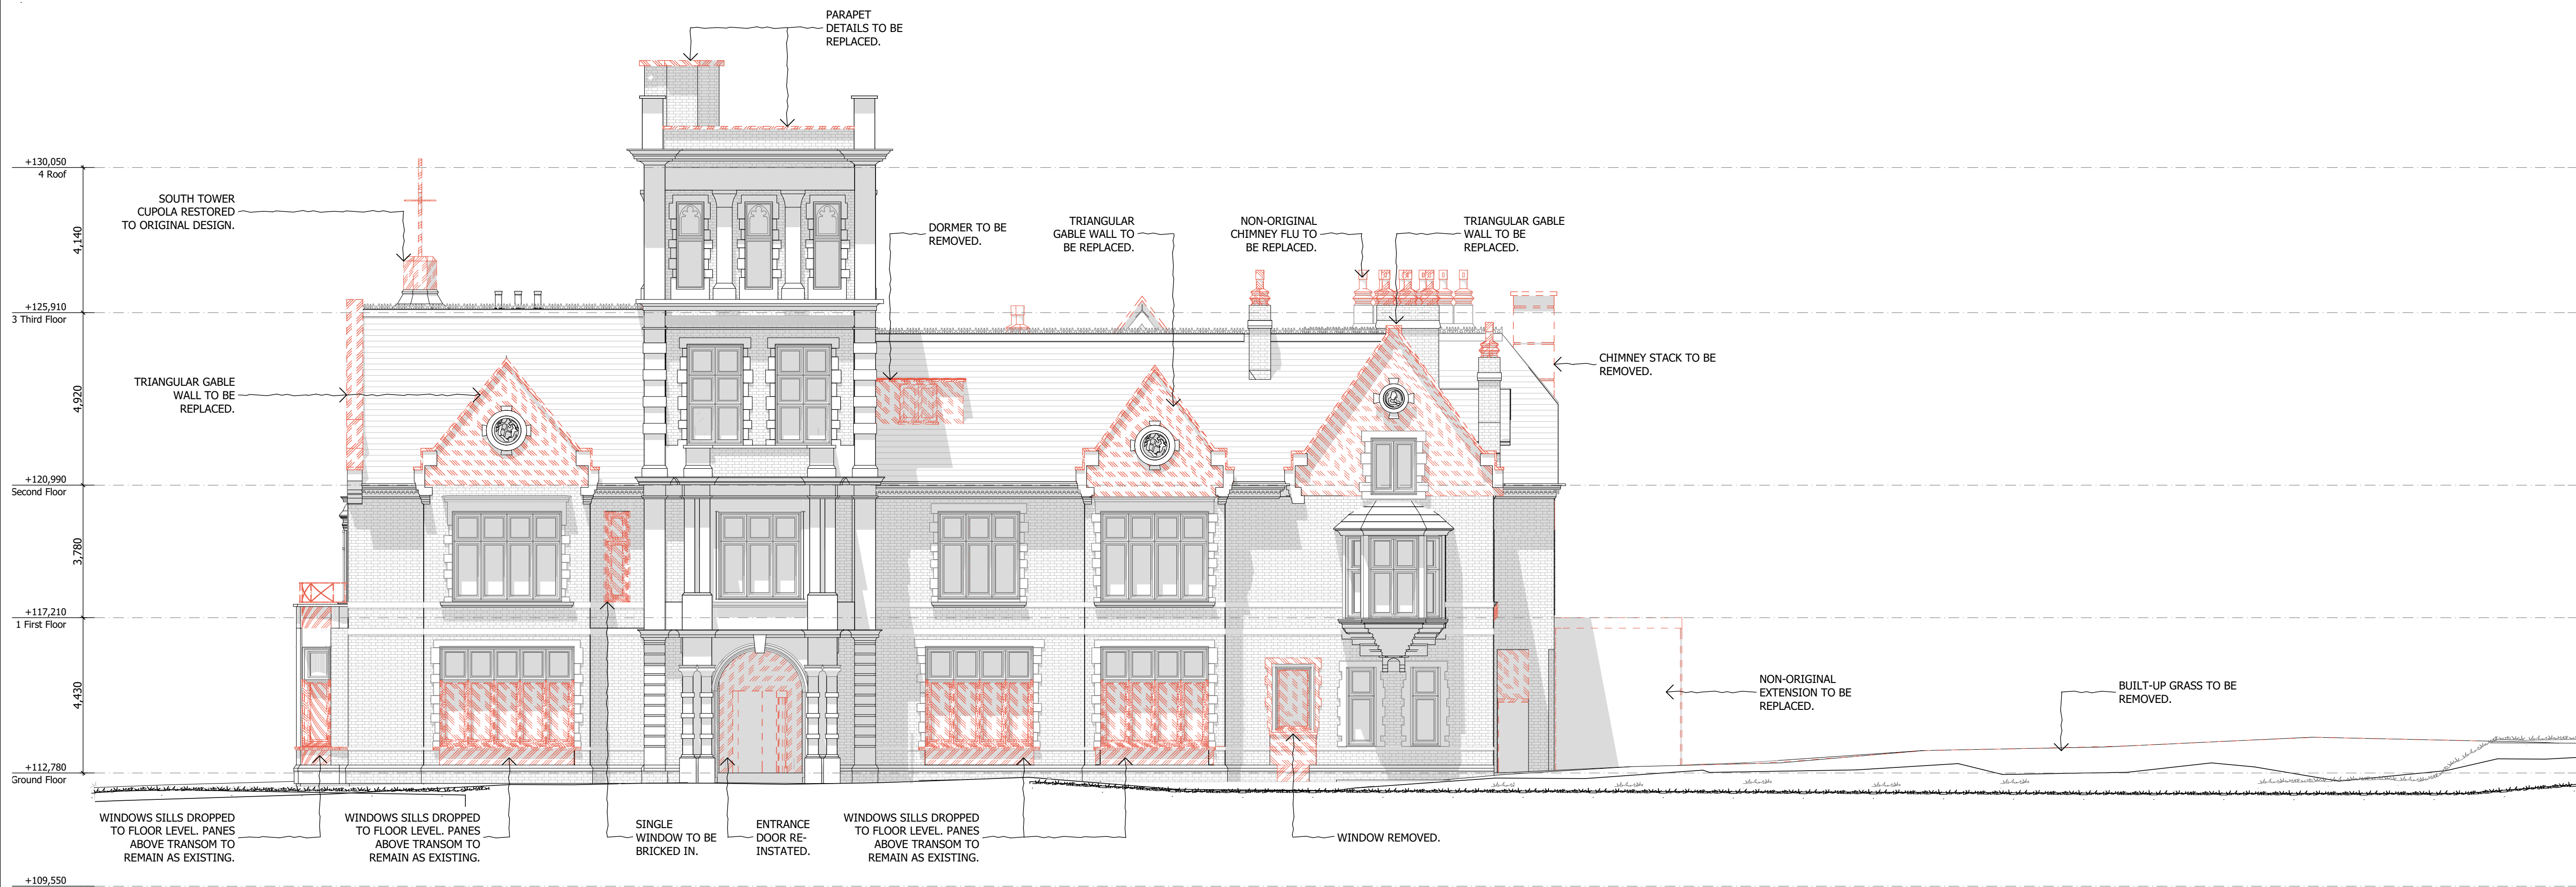 PARAPET
DETAILS TO BE
REPLACED.
+130,050
4 Roof
SOUTH TOWER
CUPOLA RESTORED
TO ORIGINAL DESIGN.
4,140
DORMER TO BE
REMOVED.
TRIANGULAR
GABLE WALL TO
BE REPLACED.
NON-ORIGINAL
CHIMNEY FLU TO
BE REPLACED.
TRIANGULAR GABLE
WALL TO BE
REPLACED.
+125,910
3 Third Floor
CHIMNEY STACK TO BE
REMOVED.
TRIANGULAR GABLE
WALL TO BE
REPLACED.
4,920
+120,990
Second Floor
3,780
+117,210
1 First Floor
4,430
NON-ORIGINAL
EXTENSION TO BE
REPLACED.
BUILT-UP GRASS TO BE
REMOVED.
+112,780
Ground Floor
WINDOWS SILLS DROPPED
TO FLOOR LEVEL. PANES
ABOVE TRANSOM TO
REMAIN AS EXISTING.
WINDOWS SILLS DROPPED
TO FLOOR LEVEL. PANES
ABOVE TRANSOM TO
REMAIN AS EXISTING.
SINGLE
WINDOW TO BE
BRICKED IN.
ENTRANCE
DOOR RE-
INSTATED.
WINDOWS SILLS DROPPED
TO FLOOR LEVEL. PANES
ABOVE TRANSOM TO
REMAIN AS EXISTING.
WINDOW REMOVED.
+109,550